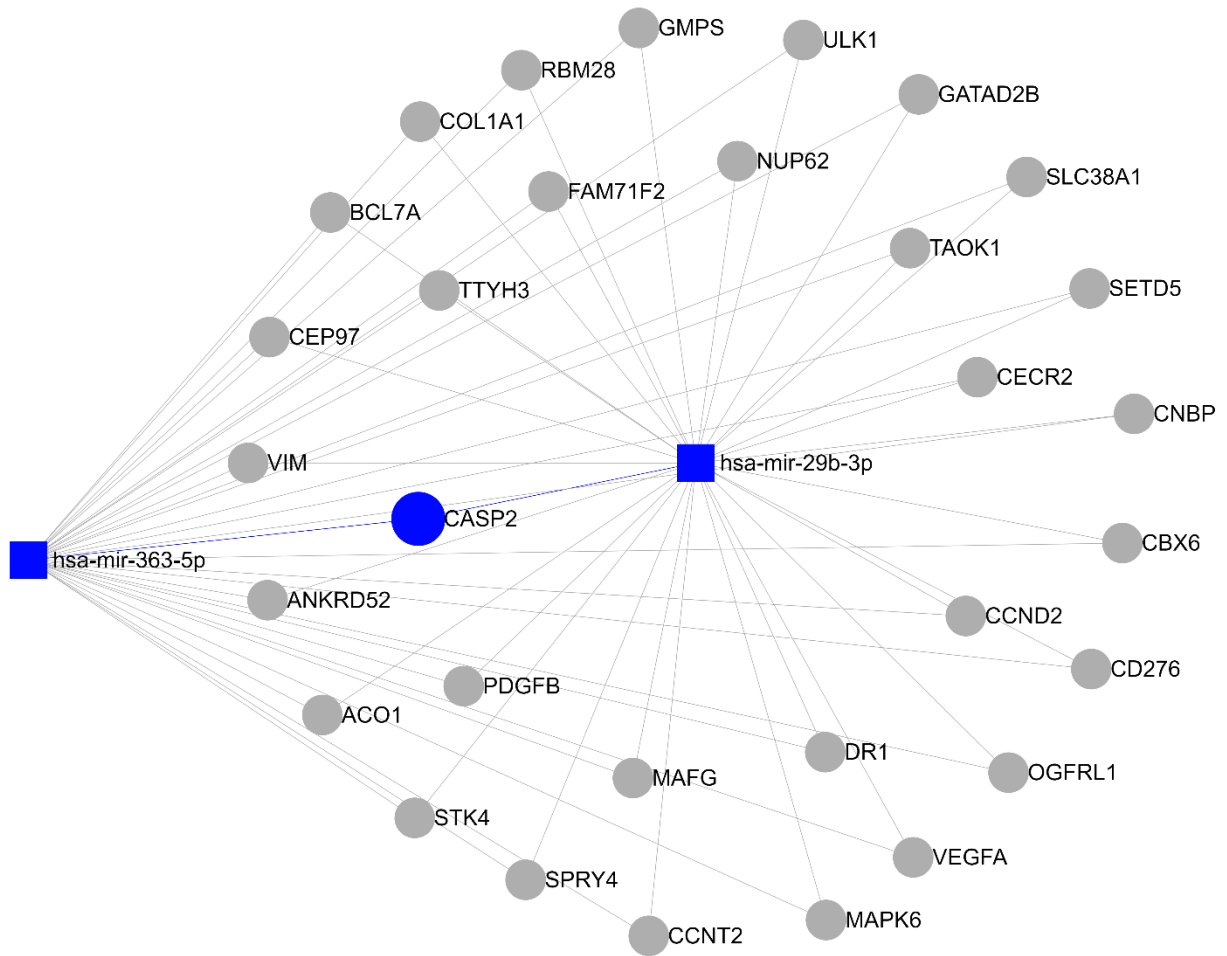 GMPS
ULK1
RBM28
GATAD2B
COL1A1
NUP62
SLC38A1
FAM71F2
BCL7A
TAOK1
SETD5
TTYH3
CEP97
CECR2
CNBP
VIM
hsa-mir-29b-3p
CASP2
CBX6
hsa-mir-363-5p
ANKRD52
CCND2
CD276
PDGFB
ACO1
DR1
OGFRL1
MAFG
STK4
VEGFA
SPRY4
MAPK6
CCNT2